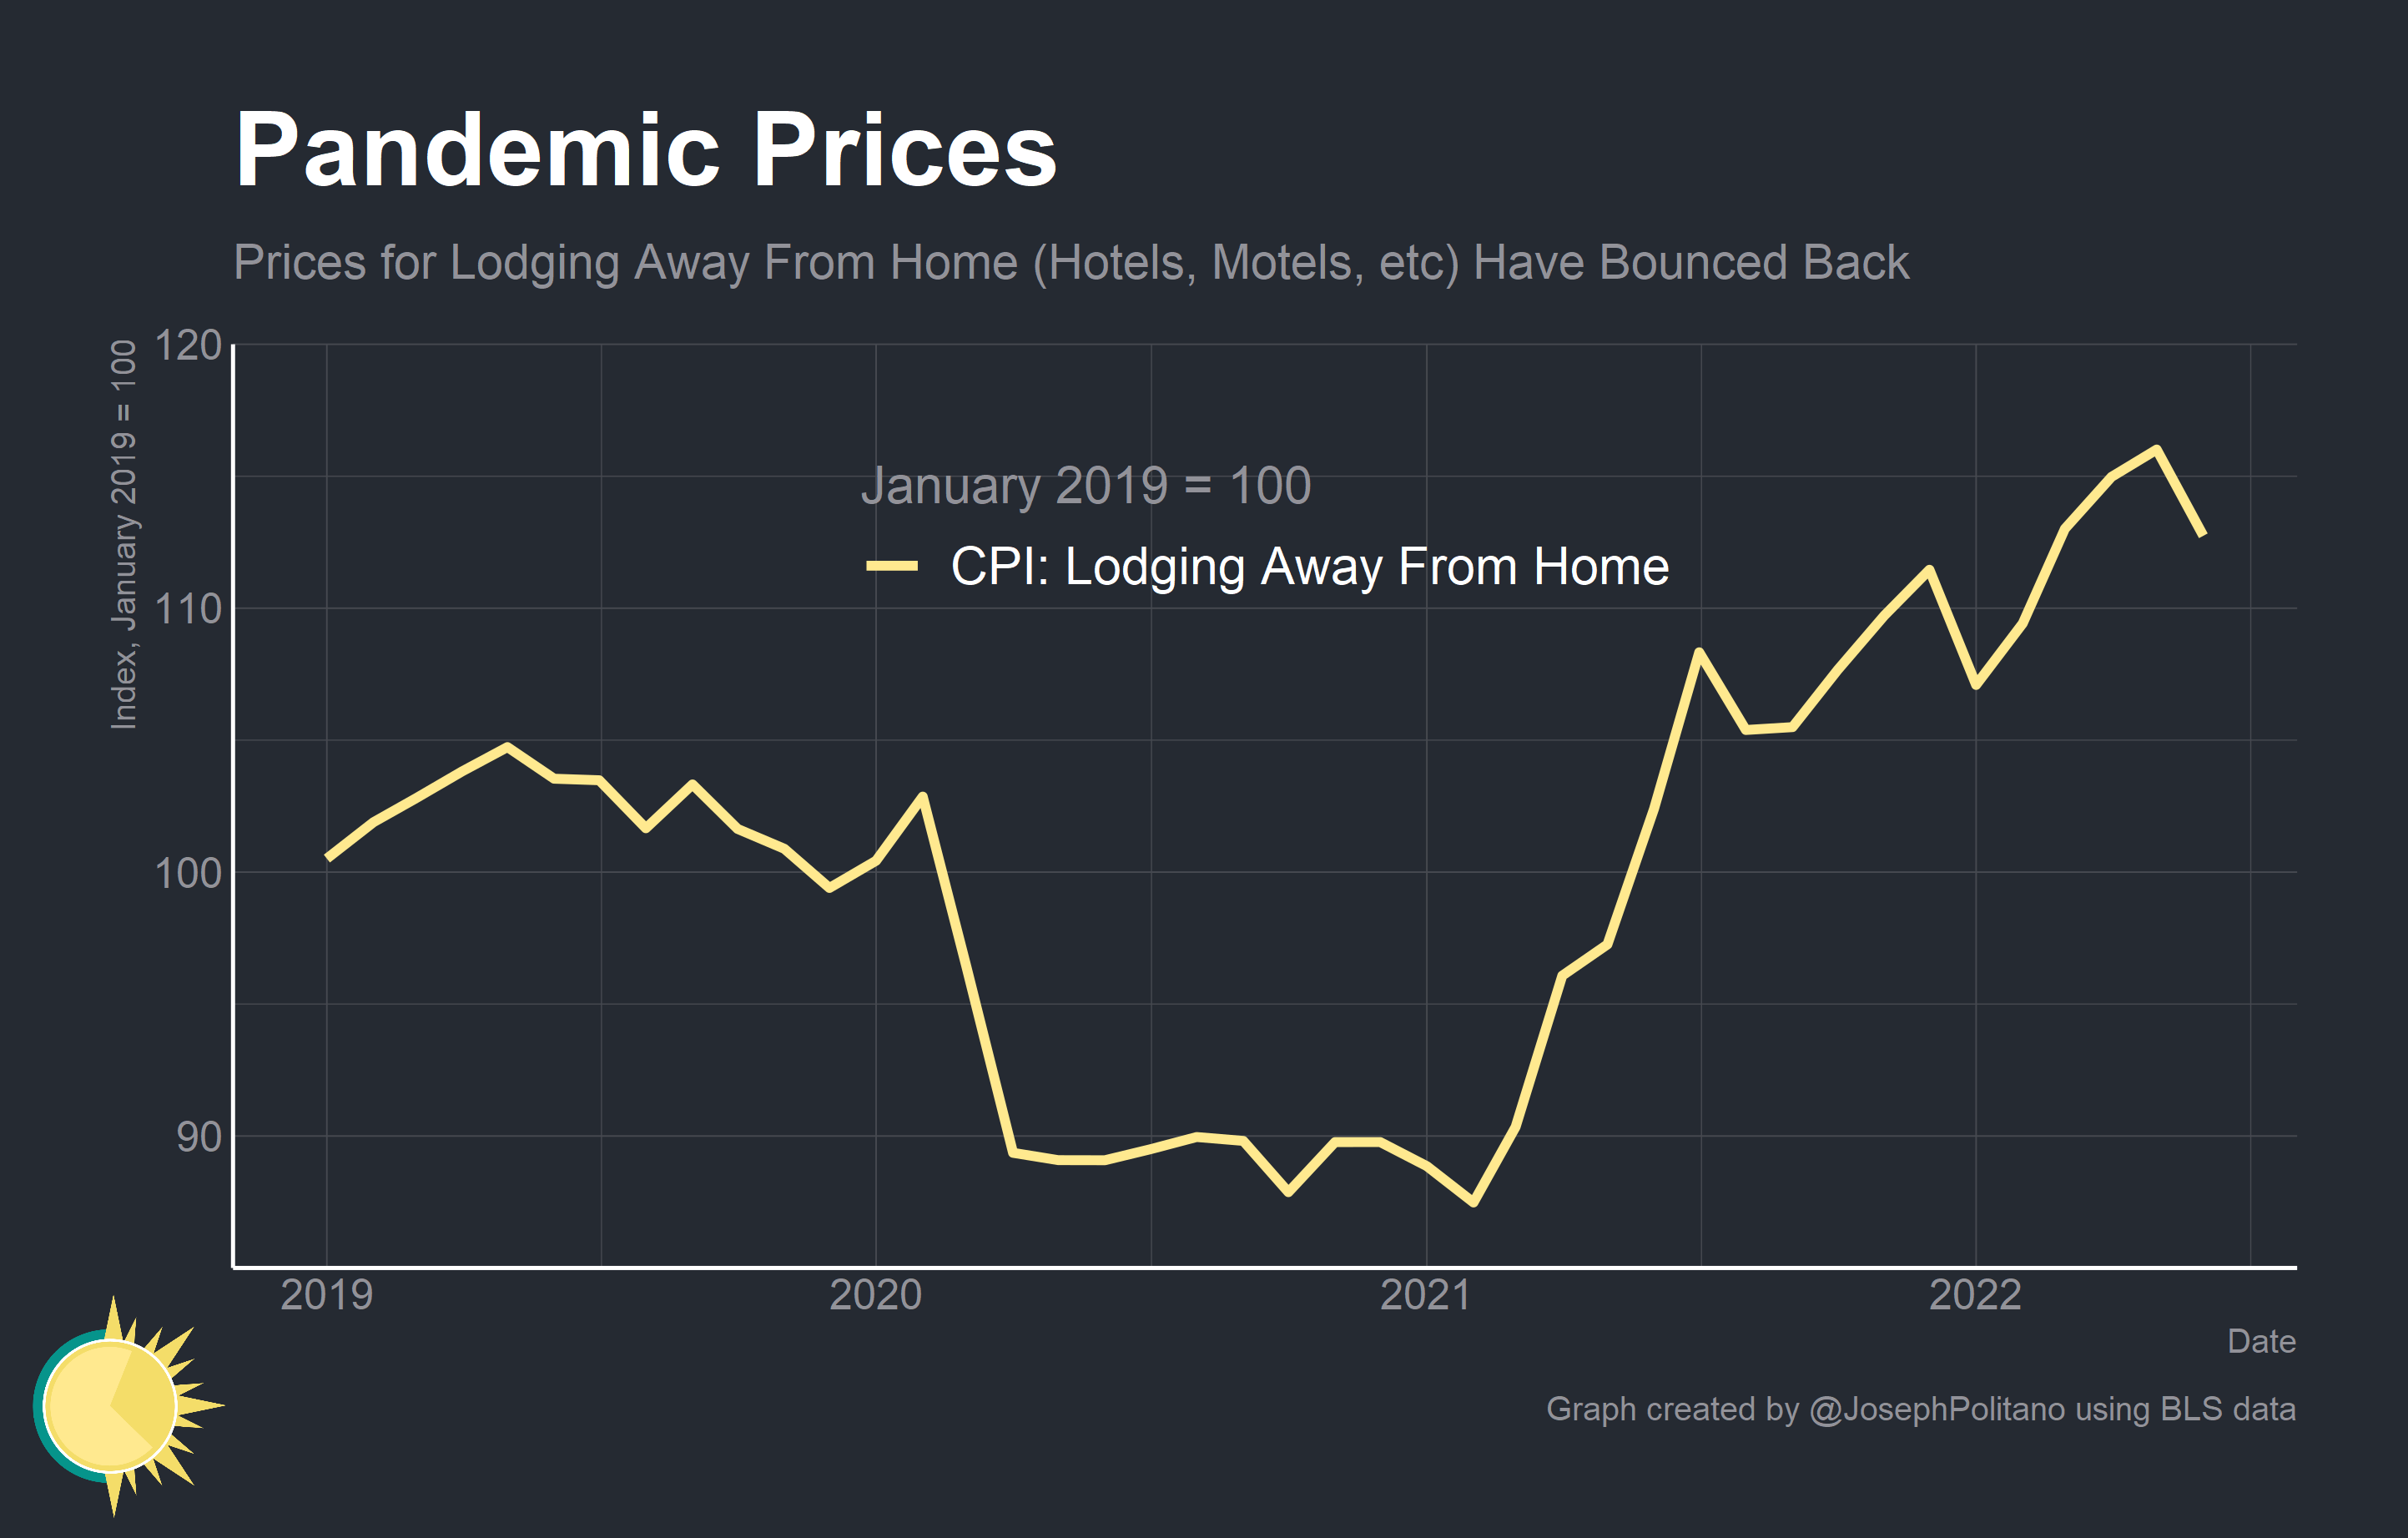 Pandemic Prices
Prices for Lodging Away From Home (Hotels, Motels, etc) Have Bounced Back
Index, January 2019 = 100
120
110
100
90
January 2019 = 100
CPI: Lodging Away From Home
2019 2020 2021 2022
Date
Graph created by @JosephPolitano using BLS data